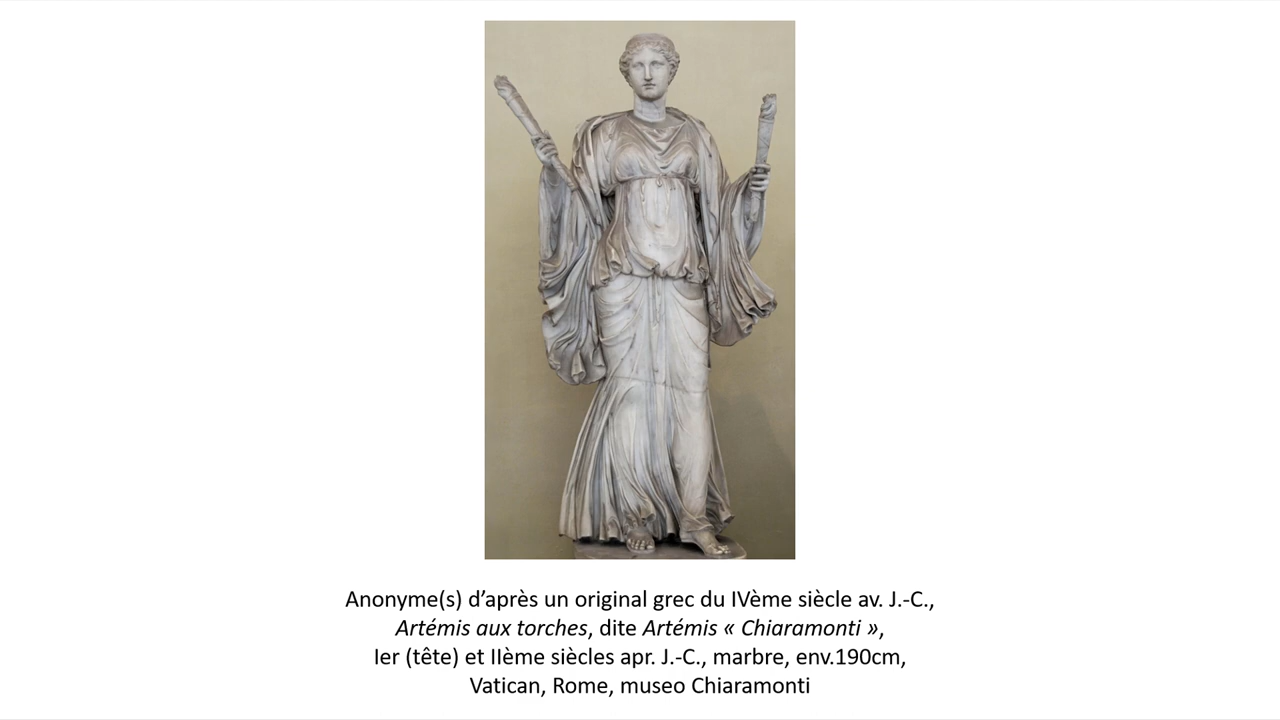 Anonyme(s) d’après un original grec du IVème siècle av. J.-C.,
Artémis aux torches, dite Artémis « Chiaramonti »,
Ier (tête) et IIème siècles apr. J.-C., marbre, env.190cm,
Vatican, Rome, museo Chiaramonti